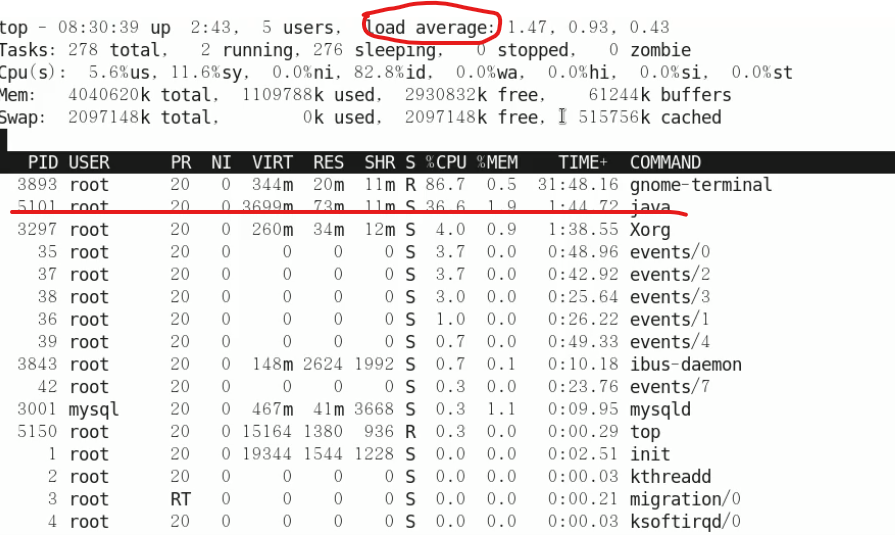 top - 08:30:39 up  2:43,  5 users,  load average: 1.47, 0.93, 0.43
Tasks: 278 total,   2 running, 276 sleeping,   0 stopped,   0 zombie
Cpu(s):  5.6%us, 11.6%sy,  0.0%ni, 82.8%id,  0.0%wa,  0.0%hi,  0.0%si,  0.0%st
Mem:   4040620k total,  1109788k used,  2930832k free,    61244k buffers
Swap:  2097148k total,        0k used,  2097148k free,   515756k cached
PID USER      PR  NI  VIRT  RES  SHR S %CPU %MEM    TIME+  COMMAND
3893 root      20   0  344m  20m  11m R 86.7  0.5  31:48.16 gnome-terminal
5101 root      20   0 3699m  73m  11m S 36.6  1.9   1:44.72 java
3297 root      20   0  260m  34m  12m S  4.0  0.9   1:38.55 Xorg
35 root      20   0     0    0    0 S  3.7  0.0   0:48.96 events/0
37 root      20   0     0    0    0 S  3.7  0.0   0:42.92 events/2
38 root      20   0     0    0    0 S  3.0  0.0   0:25.64 events/3
36 root      20   0     0    0    0 S  1.0  0.0   0:26.22 events/1
39 root      20   0     0    0    0 S  0.7  0.0   0:49.33 events/4
3843 root      20   0  148m 2624 1992 S  0.7  0.1   0:10.18 ibus-daemon
42 root      20   0     0    0    0 S  0.3  0.0   0:23.76 events/7
3001 mysql     20   0  467m  41m 3668 S  0.3  1.1   0:09.95 mysqld
5150 root      20   0 15164 1380  936 R  0.3  0.0   0:00.29 top
1 root      20   0 19344 1544 1228 S  0.0  0.0   0:02.51 init
2 root      20   0     0    0    0 S  0.0  0.0   0:00.03 kthreadd
3 root      RT   0     0    0    0 S  0.0  0.0   0:00.21 migration/0
4 root      20   0     0    0    0 S  0.0  0.0   0:00.03 ksoftirqd/0